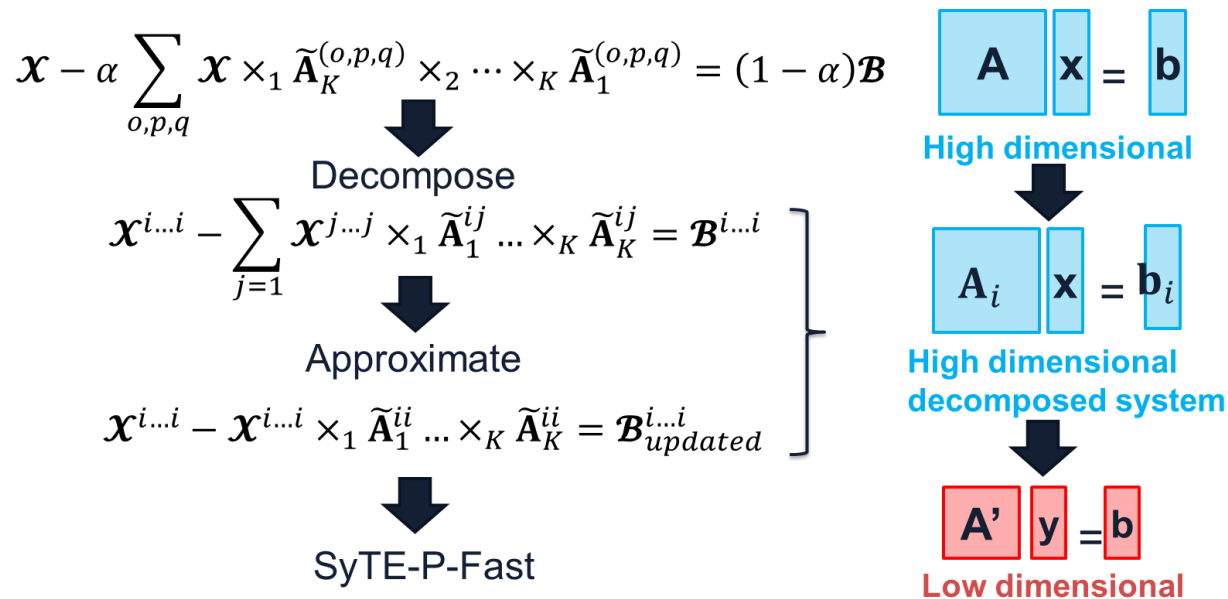 𝓧 − α ∑_{o,p,q} 𝓧 ×₁ Ã_K^{(o,p,q)} ×₂ ⋯ ×_K Ã_1^{(o,p,q)} = (1 − α)𝓑
Decompose
𝓧^{i…i} − ∑_{j=1} 𝓧^{j…j} ×₁ Ã_1^{ij} … ×_K Ã_K^{ij} = 𝓑^{i…i}
Approximate
𝓧^{i…i} − 𝓧^{i…i} ×₁ Ã_1^{ii} … ×_K Ã_K^{ii} = 𝓑_{updated}^{i…i}
SyTE-P-Fast
A x = b
High dimensional
A_i x = b_i
High dimensional
decomposed system
A’ y = b
Low dimensional